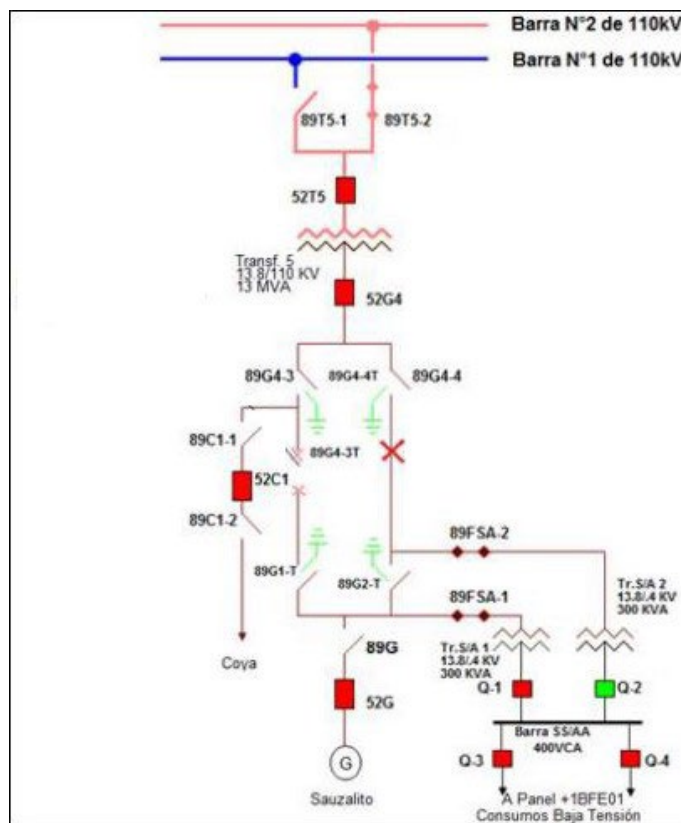 Barra N°2 de 110kV
Barra N°1 de 110kV
89T5-1
89T5-2
52T5
Transf. 5
13.8/110 KV
13 MVA
52G4
89G4-3
89G4-4T
89G4-4
89C1-1
89G4-3T
52C1
89C1-2
89FSA-2
89G1-T
89G2-T
89FSA-1
Tr.S/A 2
13.8/.4 KV
300 KVA
Coya
89G
Tr.S/A 1
13.8/.4 KV
300 KVA
Q-1
Q-2
52G
Barra SS/AA
400VCA
Q-3
Q-4
G
Sauzalito
A Panel +1BFE01
Consumos Baja Tensión